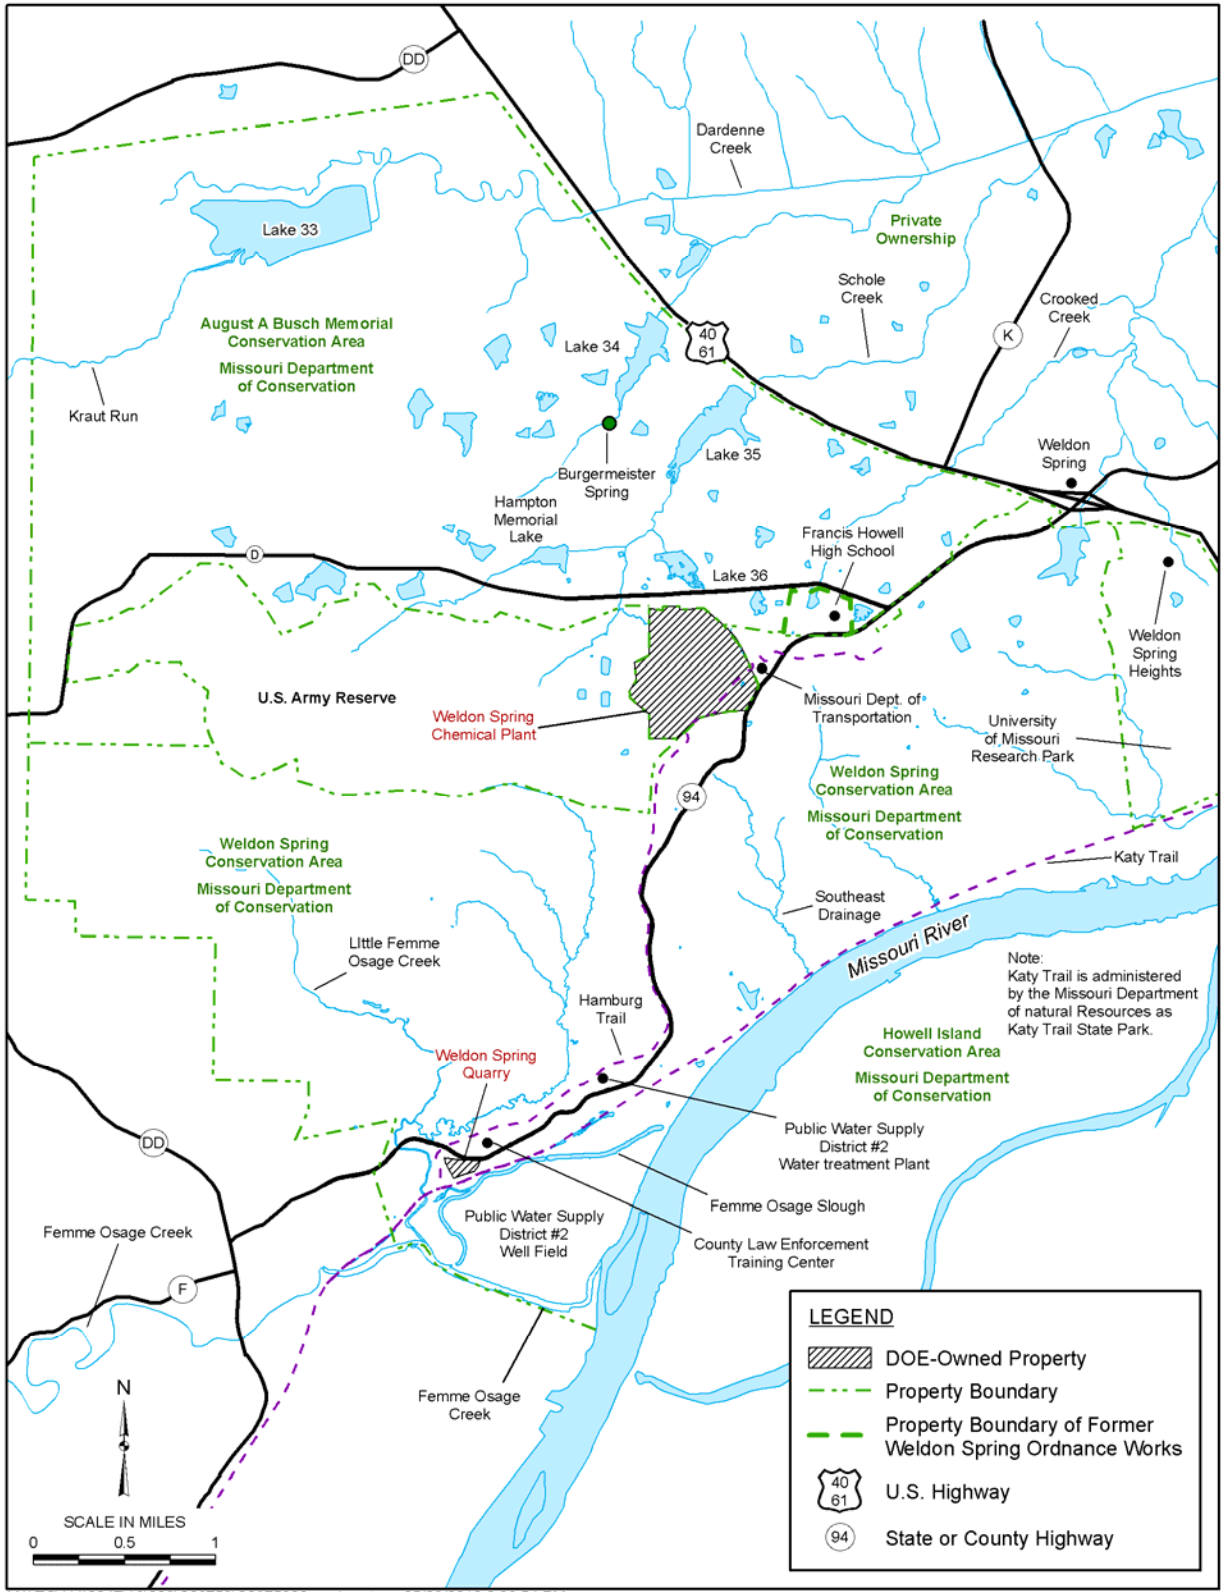 DD
Dardenne
Creek
Lake 33
Private
Ownership
Schole
Creek
Crooked
Creek
August A Busch Memorial
Conservation Area
Missouri Department
of Conservation
Lake 34
40
61
K
Kraut Run
Lake 35
Weldon
Spring
Burgermeister
Spring
Hampton
Memorial
Lake
Francis Howell
High School
D
Lake 36
Weldon
Spring
Heights
U.S. Army Reserve
Weldon Spring
Chemical Plant
Missouri Dept. of
Transportation
University
of Missouri
Research Park
94
Weldon Spring
Conservation Area
Missouri Department
of Conservation
Weldon Spring
Conservation Area
Missouri Department
of Conservation
Katy Trail
Southeast
Drainage
Missouri River
LIttle Femme
Osage Creek
Note:
Katy Trail is administered
by the Missouri Department
of natural Resources as
Katy Trail State Park.
Hamburg
Trail
Howell Island
Conservation Area
Missouri Department
of Conservation
Weldon Spring
Quarry
DD
Public Water Supply
District #2
Water treatment Plant
Femme Osage Slough
Public Water Supply
District #2
Well Field
Femme Osage Creek
County Law Enforcement
Training Center
F
Femme Osage
Creek
N
SCALE IN MILES
0 0.5 1
LEGEND
DOE-Owned Property
Property Boundary
Property Boundary of Former
Weldon Spring Ordnance Works
40
61
U.S. Highway
94
State or County Highway